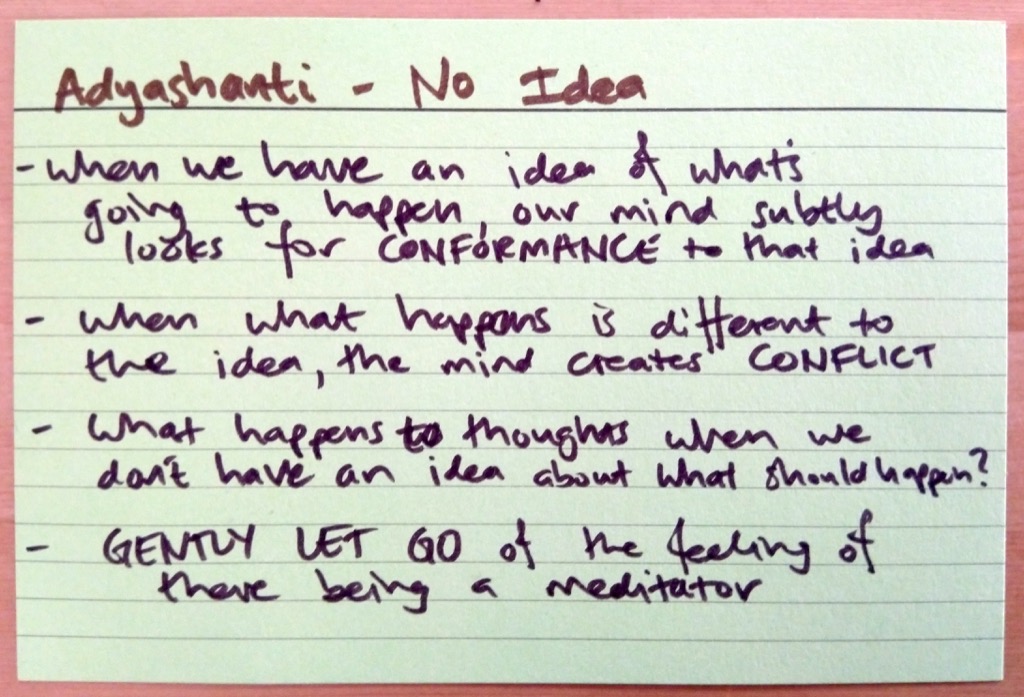 Adyashanti - No Idea
- when we have an idea of what's
going to happen, our mind subtly
looks for CONFORMANCE to that idea
- when what happens is different to
the idea, the mind creates CONFLICT
- What happens to thoughts when we
don't have an idea about what should happen?
- GENTLY LET GO of the feeling of
there being a meditator